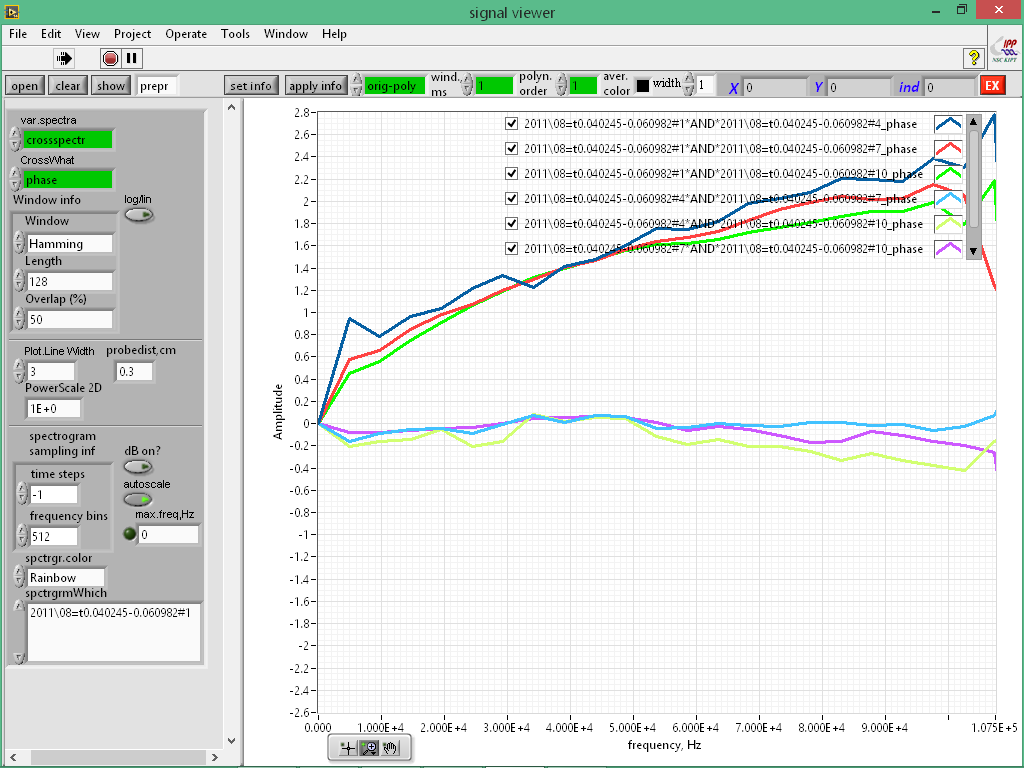 signal viewer
File Edit View Project Operate Tools Window Help
IPP
NSC KIPT
open clear show prepr set info apply info orig-poly wind., ms 1 polyn. order 1 aver. color width 1 X 0 Y 0 ind 0 EX
var.spectra
crossspectr
CrossWhat
phase
Window info
log/lin
Window
Hamming
Length
128
Overlap (%)
50
Plot.Line Width probedist,cm
3 0.3
PowerScale 2D
1E+0
spectrogram
sampling inf
dB on?
time steps
-1
autoscale
frequency bins
512
max.freq,Hz
0
spctrgr.color
Rainbow
spctrgrmWhich
2011\08=t0.040245-0.060982#1
2011\08=t0.040245-0.060982#1*AND*2011\08=t0.040245-0.060982#4_phase
2011\08=t0.040245-0.060982#1*AND*2011\08=t0.040245-0.060982#7_phase
2011\08=t0.040245-0.060982#1*AND*2011\08=t0.040245-0.060982#10_phase
2011\08=t0.040245-0.060982#4*AND*2011\08=t0.040245-0.060982#7_phase
2011\08=t0.040245-0.060982#4*AND*2011\08=t0.040245-0.060982#10_phase
2011\08=t0.040245-0.060982#7*AND*2011\08=t0.040245-0.060982#10_phase
Amplitude
2.8
2.6
2.4
2.2
2
1.8
1.6
1.4
1.2
1
0.8
0.6
0.4
0.2
0
-0.2
-0.4
-0.6
-0.8
-1
-1.2
-1.4
-1.6
-1.8
-2
-2.2
-2.4
-2.6
0.000 1.000E+4 2.000E+4 3.000E+4 4.000E+4 5.000E+4 6.000E+4 7.000E+4 8.000E+4 9.000E+4 1.075E+5
frequency, Hz